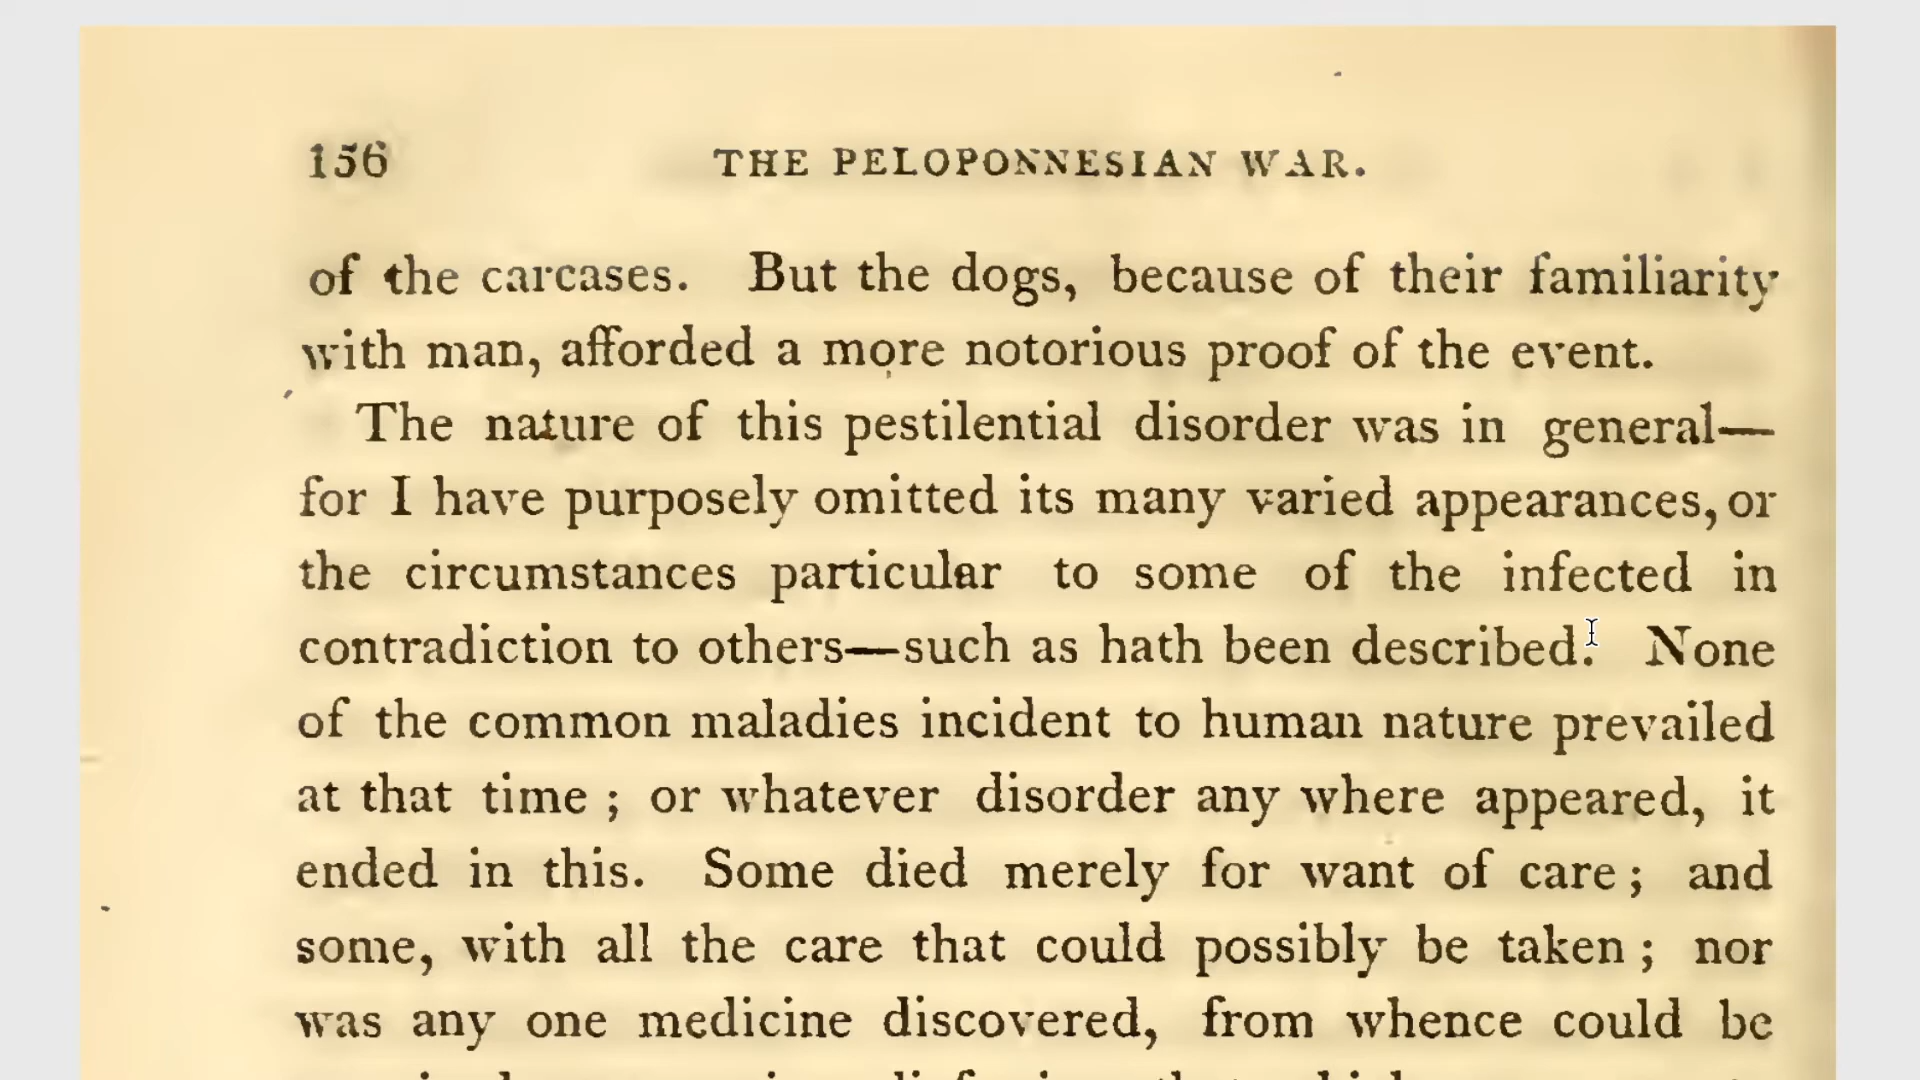 156 THE PELOPONNESIAN WAR.
of the carcases. But the dogs, because of their familiarity
with man, afforded a more notorious proof of the event.
The nature of this pestilential disorder was in general—
for I have purposely omitted its many varied appearances, or
the circumstances particular to some of the infected in
contradiction to others—such as hath been described. None
of the common maladies incident to human nature prevailed
at that time ; or whatever disorder any where appeared, it
ended in this. Some died merely for want of care ; and
some, with all the care that could possibly be taken ; nor
was any one medicine discovered, from whence could be